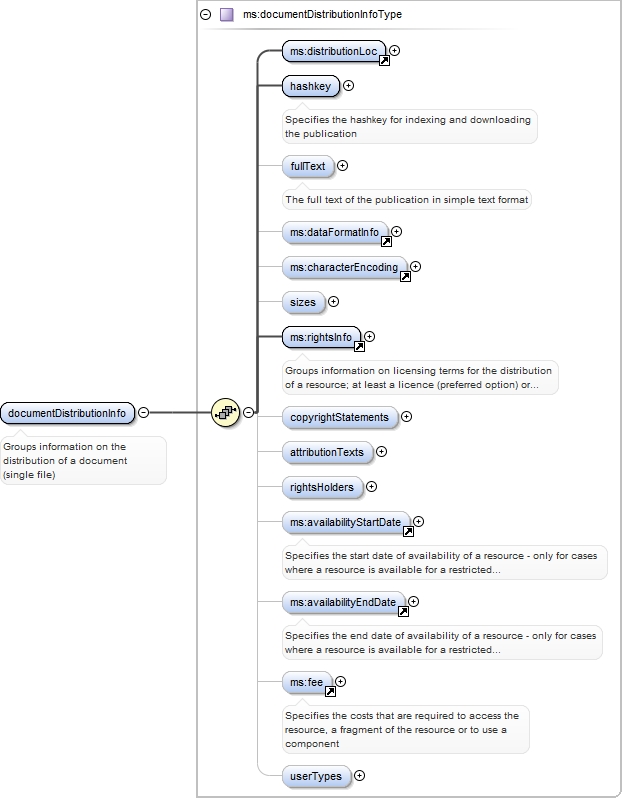 ms:documentDistributionInfoType
ms:distributionLoc
hashkey
Specifies the hashkey for indexing and downloading
the publication
fullText
The full text of the publication in simple text format
ms:dataFormatInfo
ms:characterEncoding
sizes
ms:rightsInfo
Groups information on licensing terms for the distribution
of a resource; at least a licence (preferred option) or...
documentDistributionInfo
Groups information on the
distribution of a document
(single file)
copyrightStatements
attributionTexts
rightsHolders
ms:availabilityStartDate
Specifies the start date of availability of a resource - only for cases
where a resource is available for a restricted...
ms:availabilityEndDate
Specifies the end date of availability of a resource - only for cases
where a resource is available for a restricted...
ms:fee
Specifies the costs that are required to access the
resource, a fragment of the resource or to use a
component
userTypes